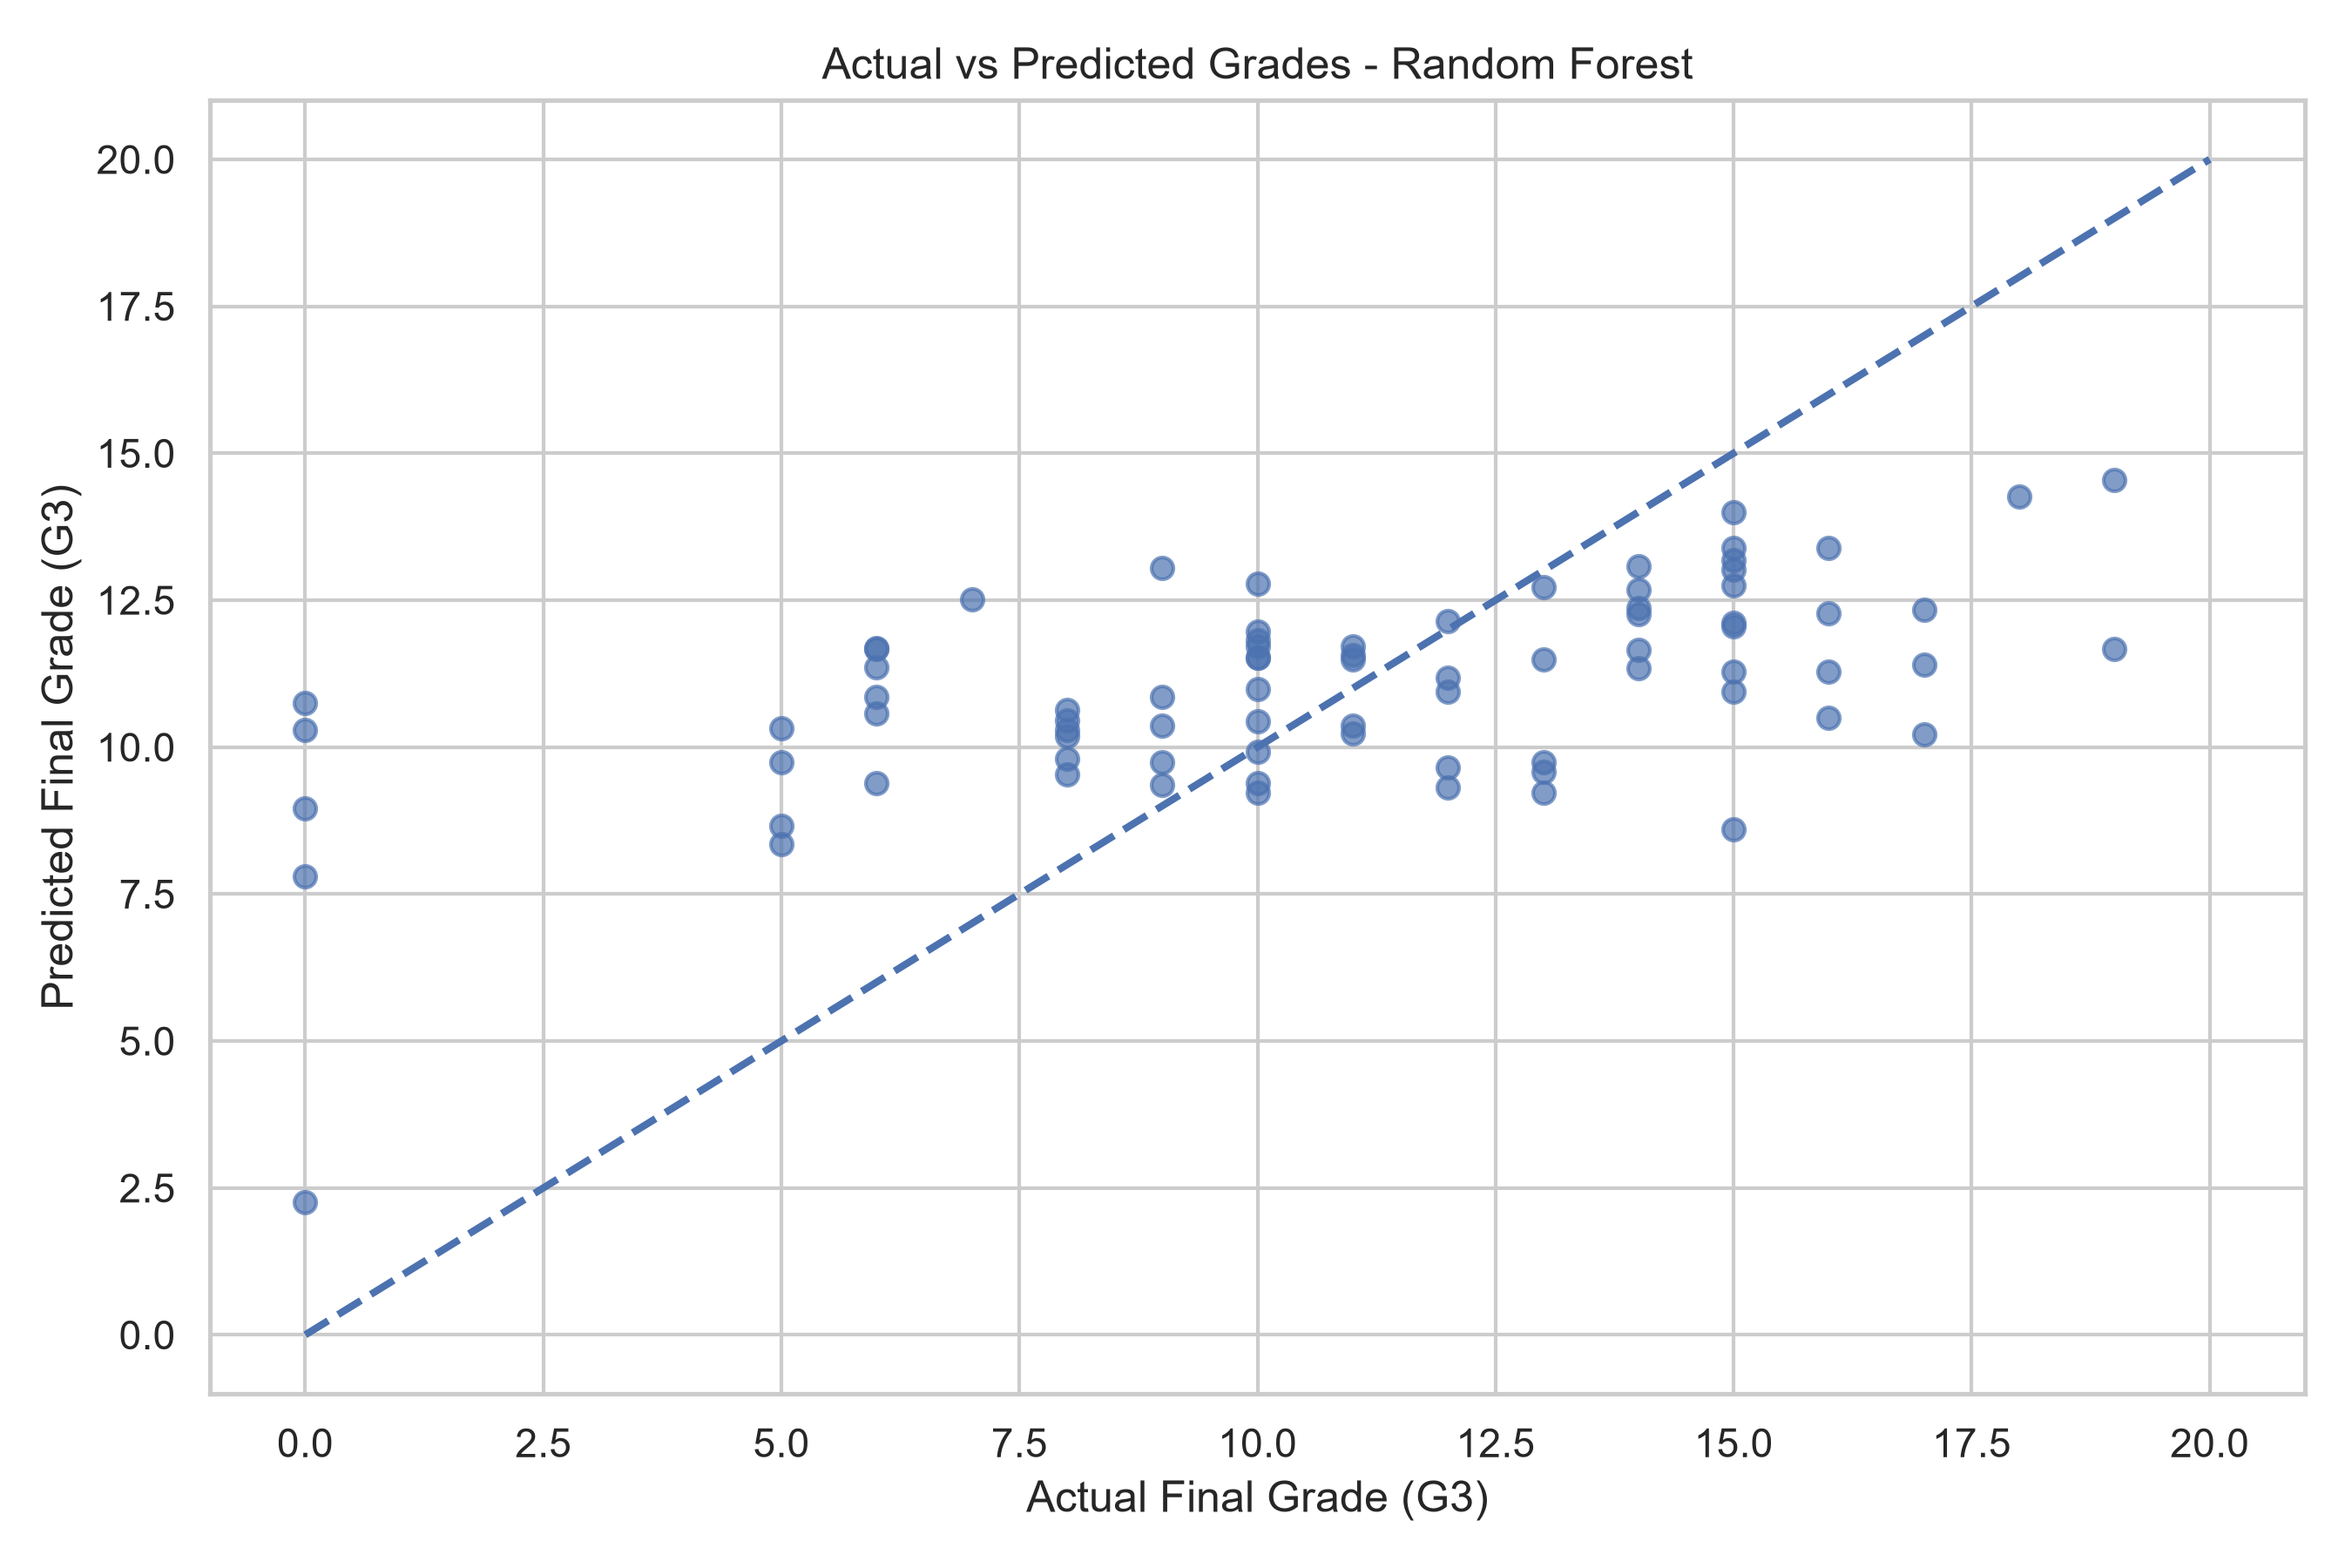 Actual vs Predicted Grades - Random Forest
20.0
17.5
15.0
12.5
10.0
7.5
5.0
2.5
0.0
Predicted Final Grade (G3)
0.0 2.5 5.0 7.5 10.0 12.5 15.0 17.5 20.0
Actual Final Grade (G3)